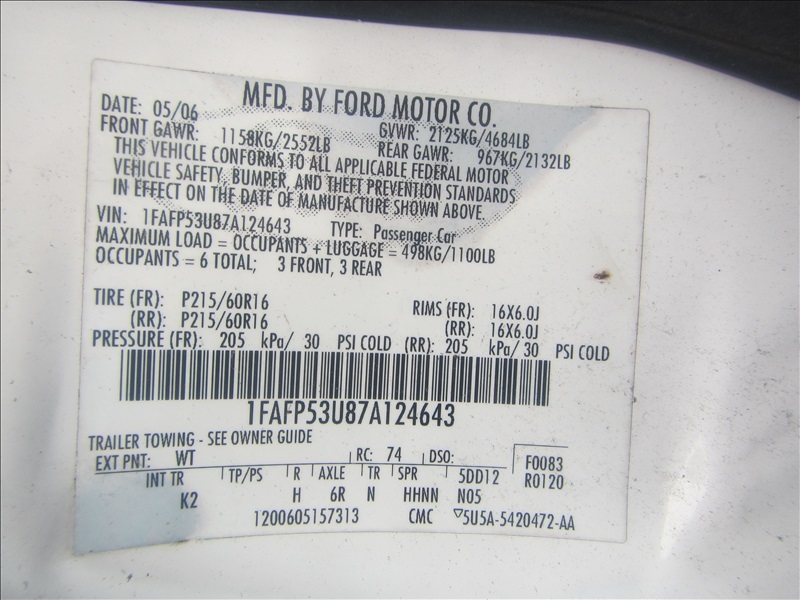 MFD. BY FORD MOTOR CO.
DATE: 05/06 GVWR: 2125KG/4684LB
FRONT GAWR: 1158KG/2552LB REAR GAWR: 967KG/2132LB
THIS VEHICLE CONFORMS TO ALL APPLICABLE FEDERAL MOTOR
VEHICLE SAFETY, BUMPER, AND THEFT PREVENTION STANDARDS
IN EFFECT ON THE DATE OF MANUFACTURE SHOWN ABOVE.
VIN: 1FAFP53U87A124643 TYPE: Passenger Car
MAXIMUM LOAD = OCCUPANTS + LUGGAGE = 498KG/1100LB
OCCUPANTS = 6 TOTAL; 3 FRONT, 3 REAR
TIRE (FR): P215/60R16 RIMS (FR): 16X6.0J
(RR): P215/60R16 (RR): 16X6.0J
PRESSURE (FR): 205 kPa/ 30 PSI COLD (RR): 205 kPa/ 30 PSI COLD
1FAFP53U87A124643
TRAILER TOWING - SEE OWNER GUIDE
EXT PNT: WT RC: 74 DSO: F0083
INT TR TP/PS R AXLE TR SPR 5DD12 R0120
K2 H 6R N HHNN N05
1200605157313 CMC ▽5U5A-5420472-AA